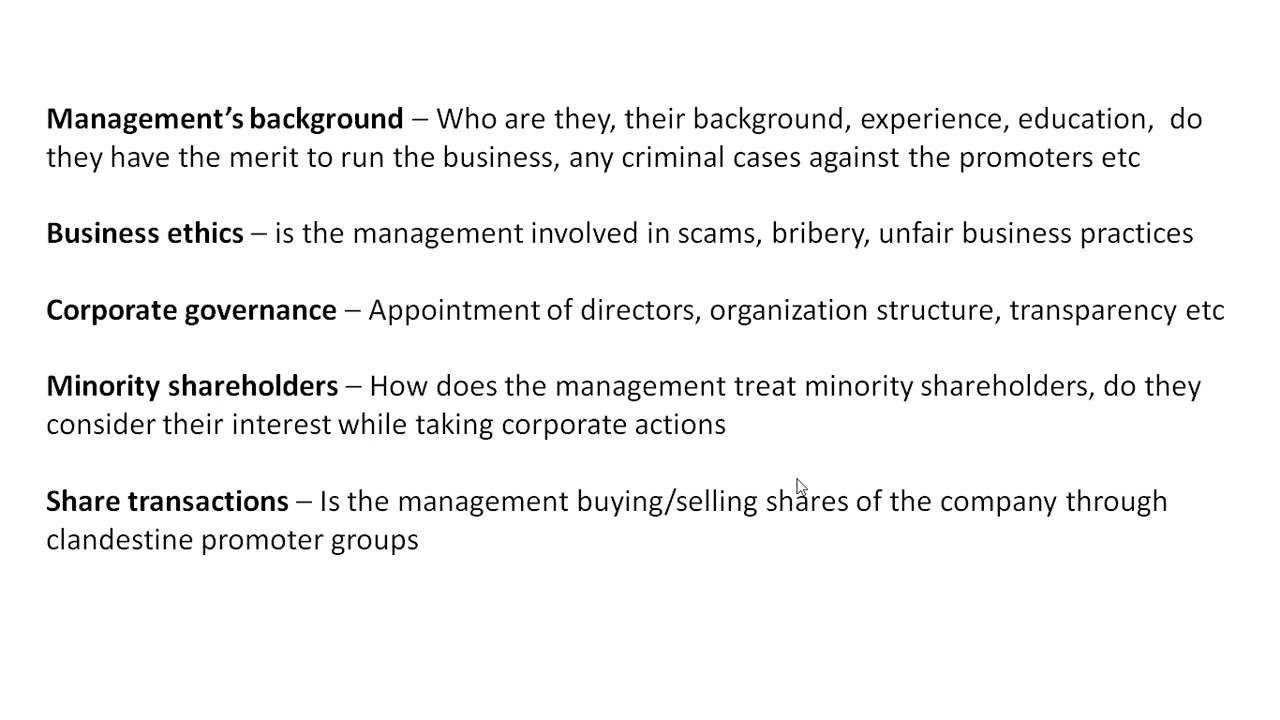 Management’s background – Who are they, their background, experience, education,  do
they have the merit to run the business, any criminal cases against the promoters etc
Business ethics – is the management involved in scams, bribery, unfair business practices
Corporate governance – Appointment of directors, organization structure, transparency etc
Minority shareholders – How does the management treat minority shareholders, do they
consider their interest while taking corporate actions
Share transactions – Is the management buying/selling shares of the company through
clandestine promoter groups